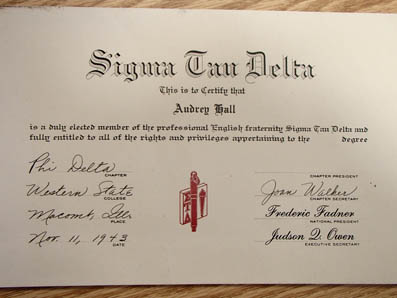 Sigma Tau Delta
This is to Certify that
Audrey Hall
is a duly elected member of the professional English fraternity Sigma Tau Delta and
fully entitled to all of the rights and privileges appertaining to the degree
Phi Delta
CHAPTER
CHAPTER PRESIDENT
Western State
COLLEGE
Joan Walker
CHAPTER SECRETARY
Macomb, Ill.
PLACE
Frederic Fadner
NATIONAL PRESIDENT
Nov. 11, 1943
DATE
Judson Q. Owen
EXECUTIVE SECRETARY
ΣΤΔ